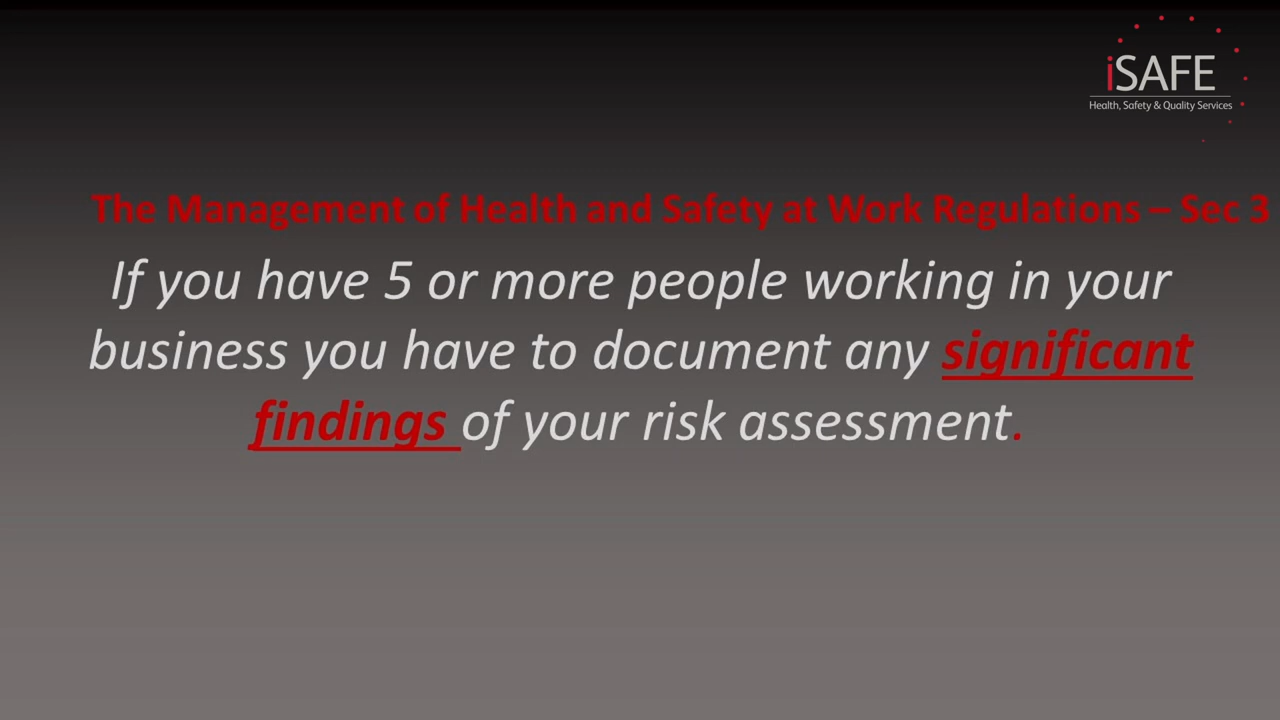 iSAFE
Health, Safety & Quality Services
The Management of Health and Safety at Work Regulations – Sec 3
If you have 5 or more people working in your
business you have to document any significant
findings of your risk assessment.